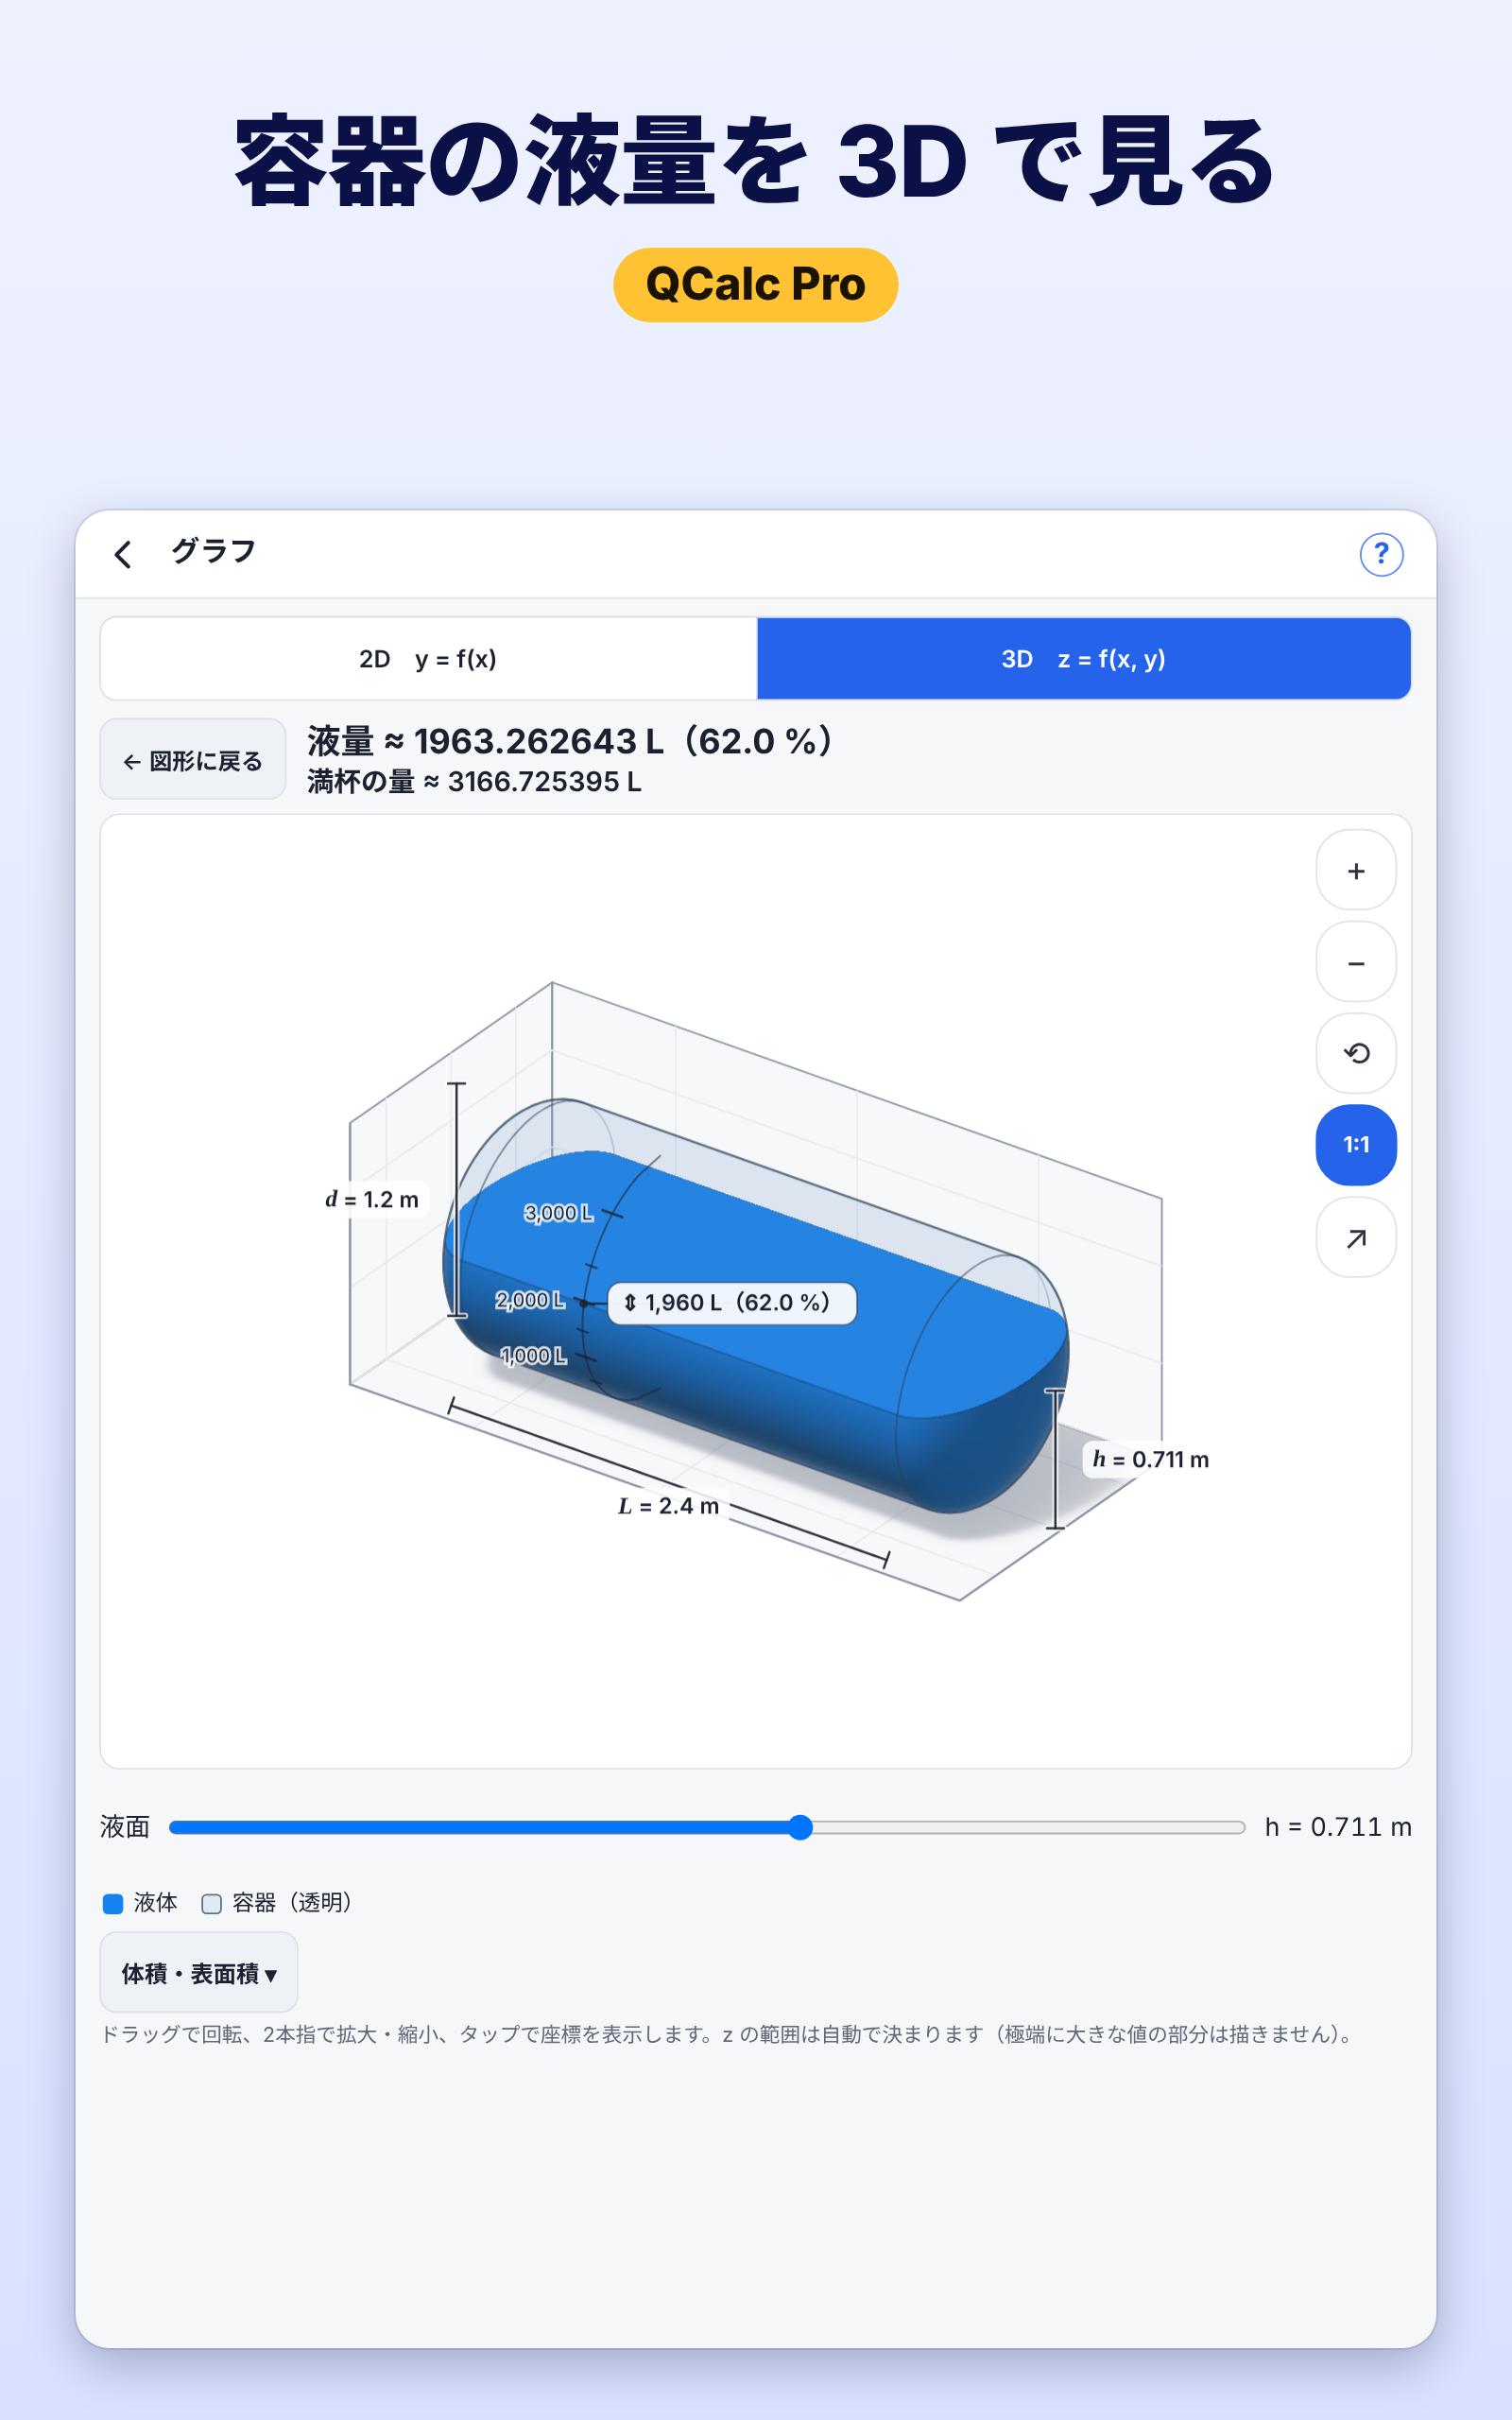 容器の液量を 3D で見る
QCalc Pro
グラフ
?
2D y = f(x)
3D z = f(x, y)
← 図形に戻る
液量 ≈ 1963.262643 L（62.0 %）
満杯の量 ≈ 3166.725395 L
+
−
⟲
1:1
↗
d = 1.2 m
3,000 L
2,000 L
⇕ 1,960 L（62.0 %）
1,000 L
h = 0.711 m
L = 2.4 m
液面
h = 0.711 m
液体
容器（透明）
体積・表面積 ▾
ドラッグで回転、2本指で拡大・縮小、タップで座標を表示します。z の範囲は自動で決まります（極端に大きな値の部分は描きません）。